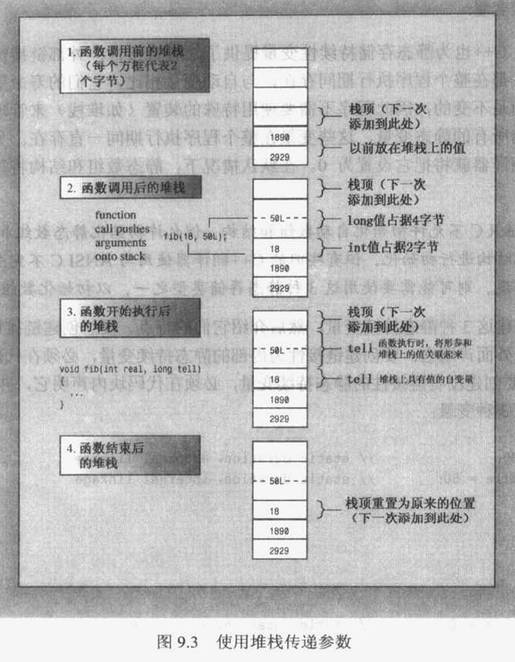 1. 函数调用前的堆栈
（每个方框代表2
个字节）
栈顶（下一次
添加到此处）
1890
以前放在堆栈上的值
2929
2. 函数调用后的堆栈
栈顶（下一次
添加到此处）
function
call pushes
arguments
onto stack
fib(18, 50L);
50L
long值占据4字节
18
int值占据2字节
1890
2929
3. 函数开始执行后
的堆栈
栈顶（下一次
添加到此处）
50L
tell 函数执行时，将形参和
堆栈上的值关联起来
void fib(int real, long tell)
{
...
}
18
tell 堆栈上具有值的自变量
1890
2929
4. 函数结束后
的堆栈
50L
18
栈顶重置为原来的位置
（下一次添加到此处）
1890
2929
图 9.3 使用堆栈传递参数